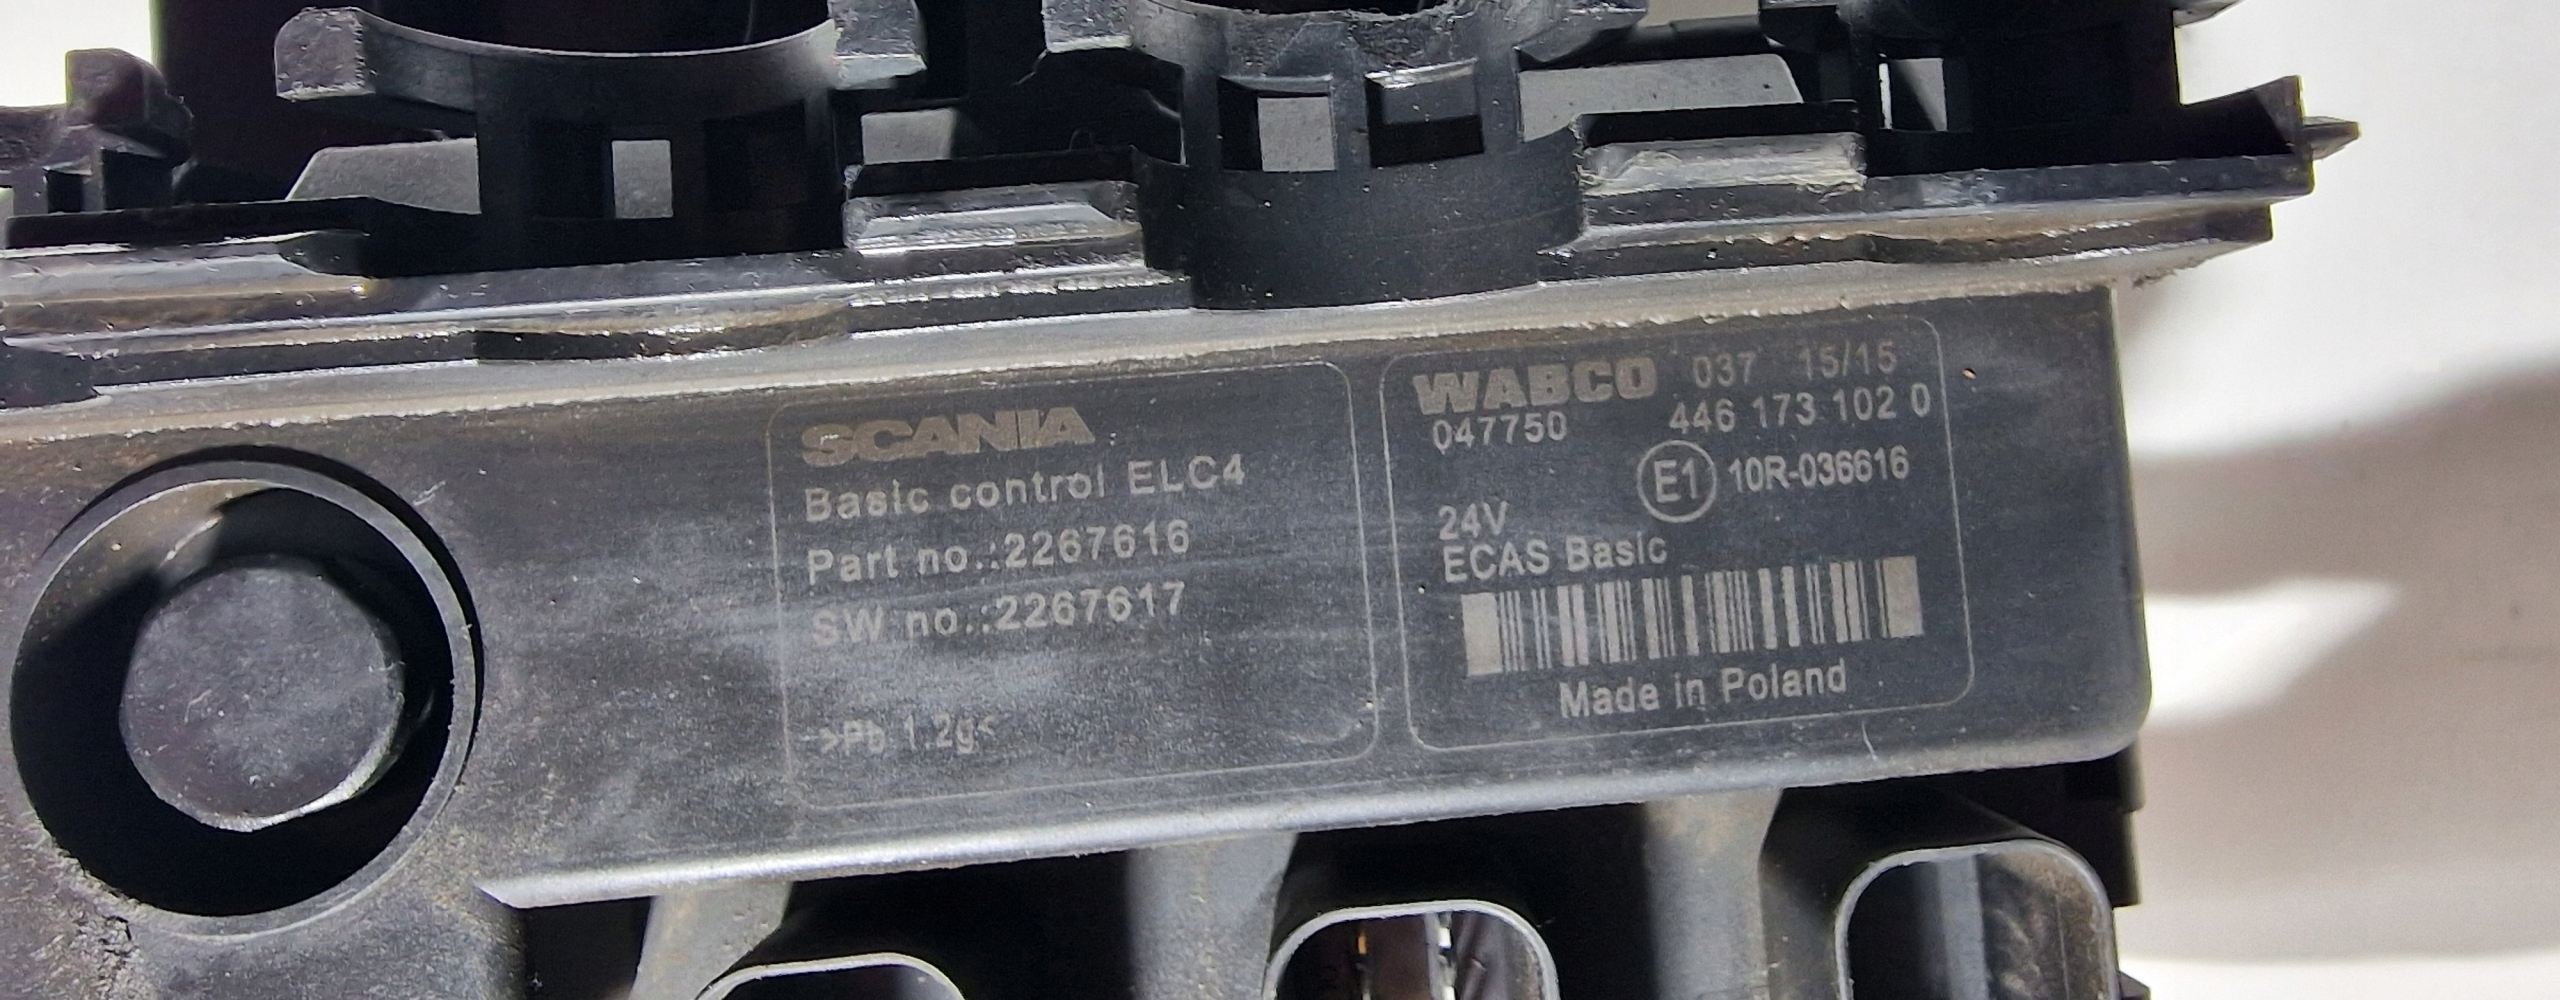 SCANIA
Basic control ELC4
Part no.:2267616
SW no.:2267617
>Pb 1.2g<
WABCO 037 15/15
047750 446 173 102 0
E1 10R-036616
24V
ECAS Basic
Made in Poland